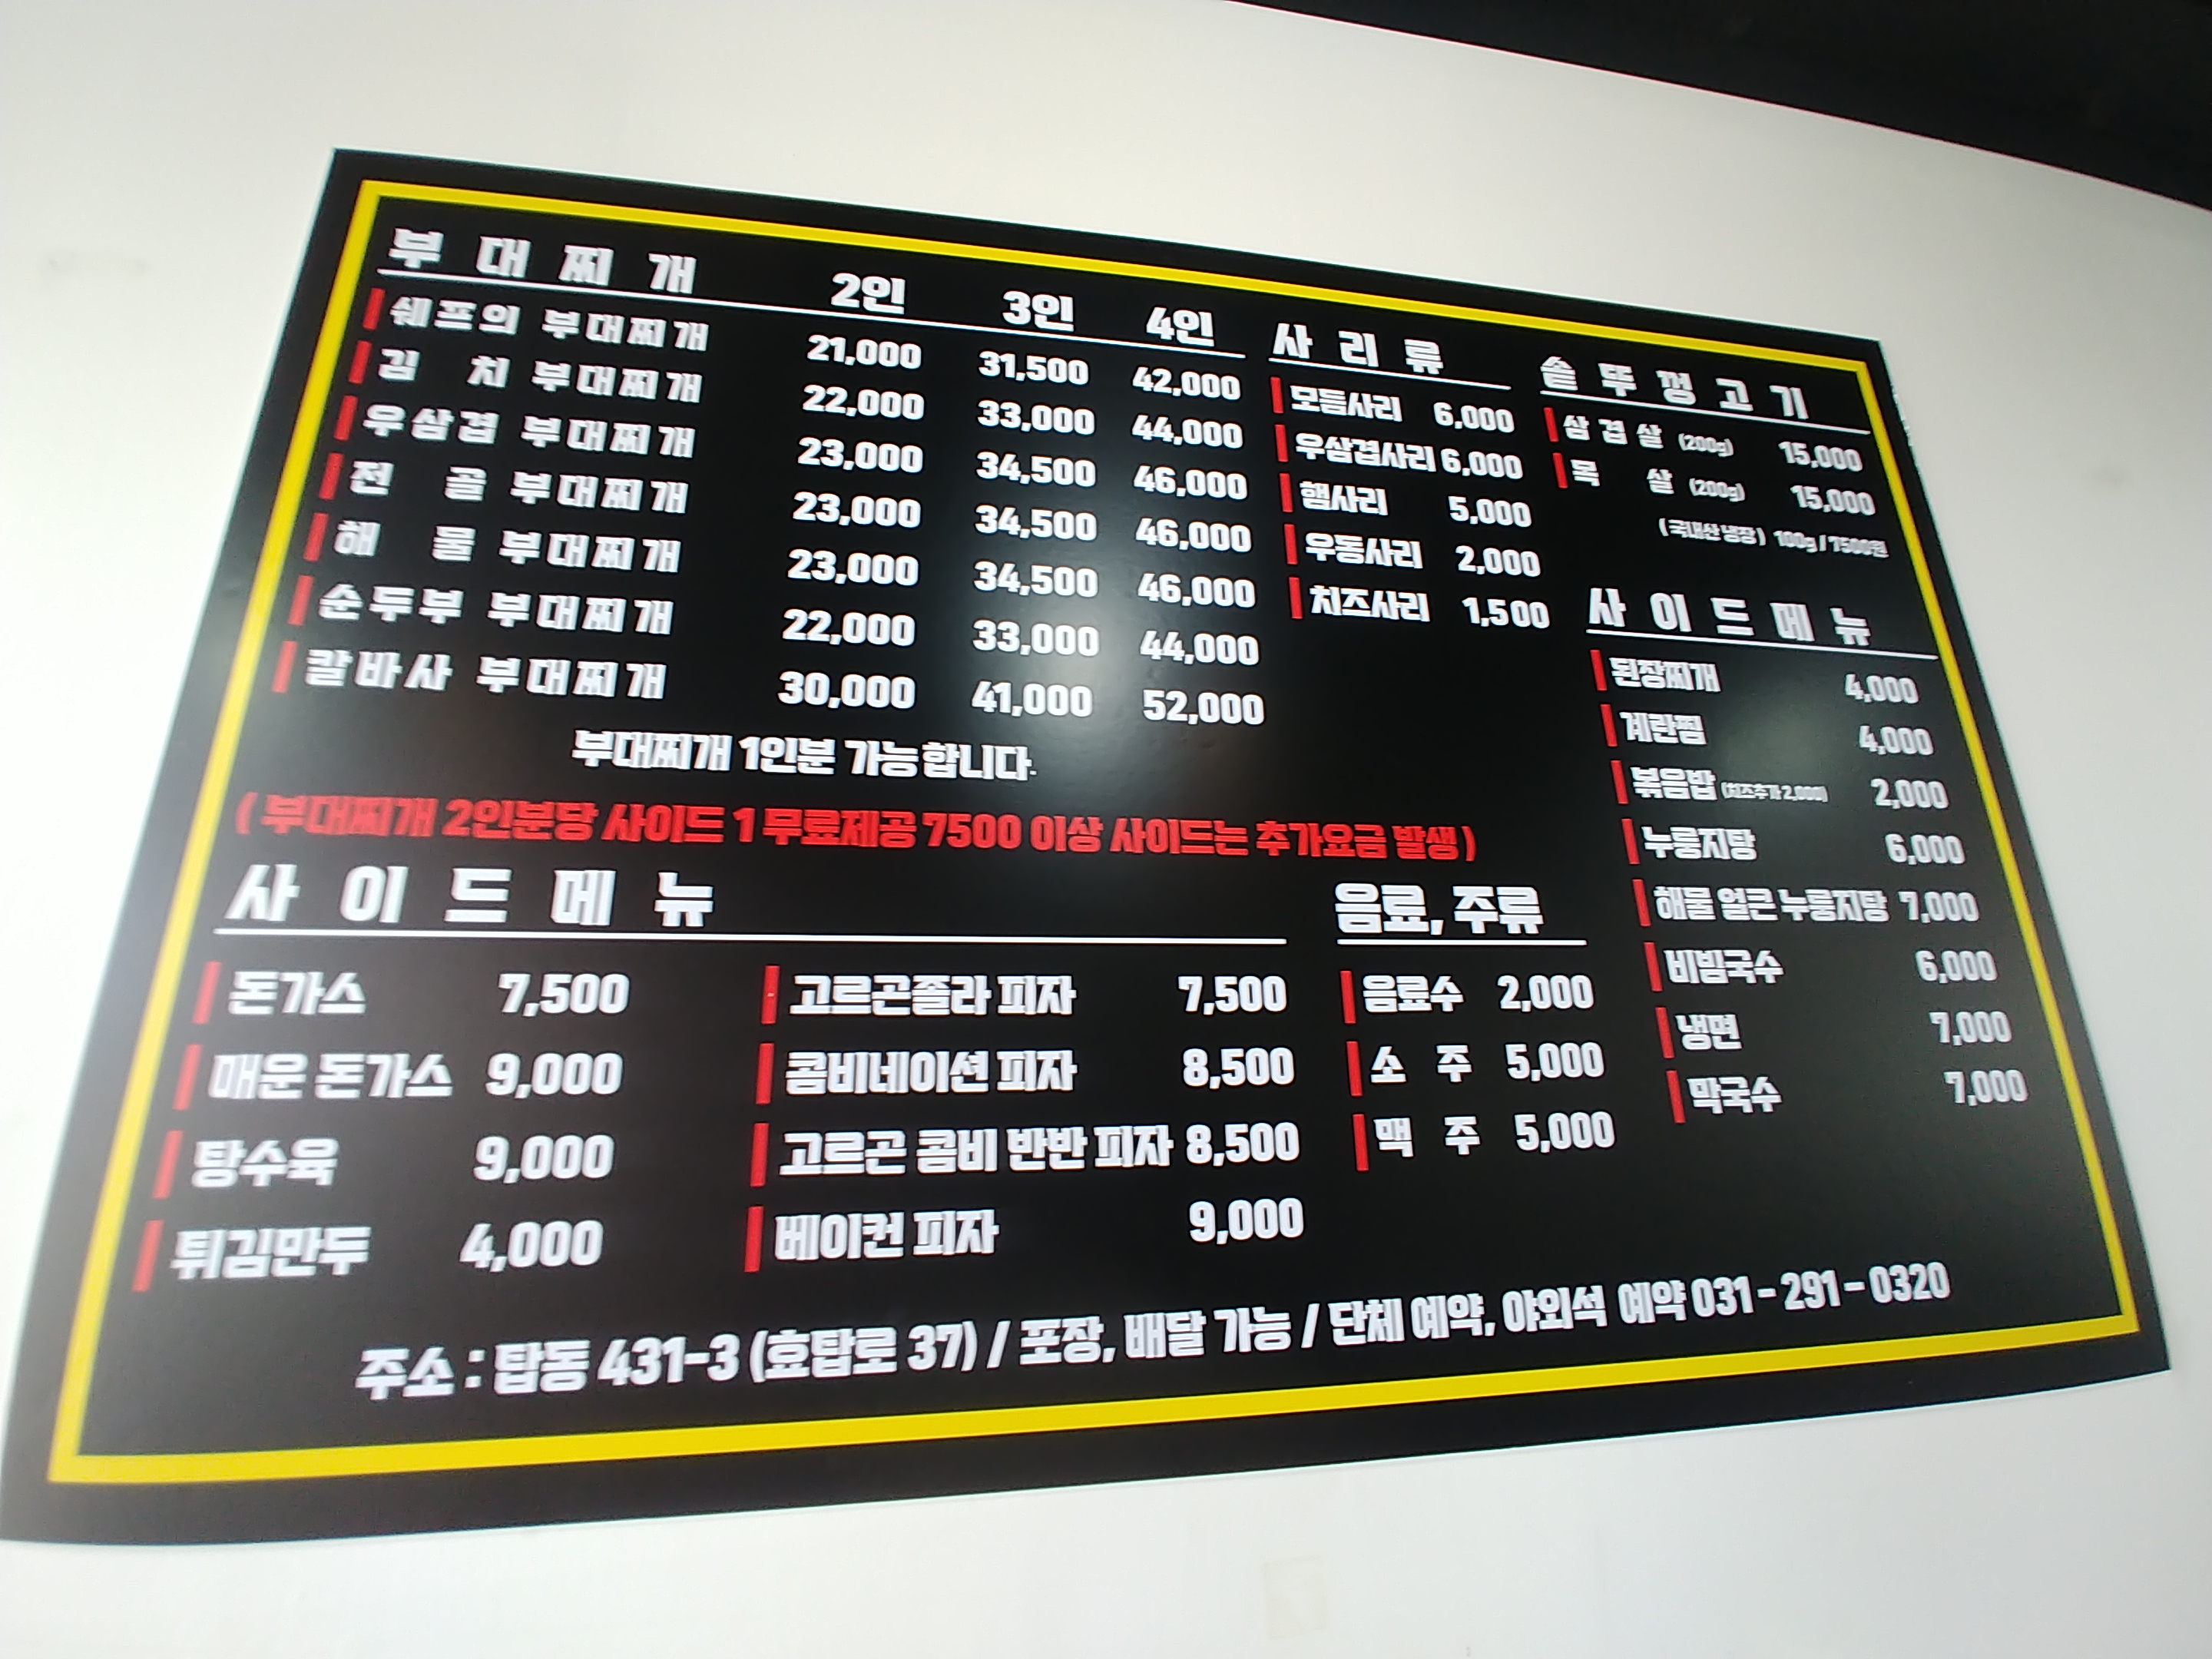 부대찌개 2인 3인 4인
쉐프의 부대찌개 21,000 31,500 42,000
김치 부대찌개 22,000 33,000 44,000
우삼겹 부대찌개 23,000 34,500 46,000
전골 부대찌개 23,000 34,500 46,000
해물 부대찌개 23,000 34,500 46,000
순두부 부대찌개 22,000 33,000 44,000
칼바사 부대찌개 30,000 41,000 52,000
부대찌개 1인분 가능합니다.
( 부대찌개 2인분당 사이드 1 무료제공 7500 이상 사이드는 추가요금 발생 )
사리류
모듬사리 6,000
우삼겹사리 6,000
햄사리 5,000
우동사리 2,000
치즈사리 1,500
솥뚜껑고기
삼겹살 (200g) 15,000
목살 (200g) 15,000
( 국내산 냉장 ) 100g / 7500원
사이드메뉴
된장찌개 4,000
계란찜 4,000
볶음밥 (치즈추가 2,000) 2,000
누룽지탕 6,000
해물 얼큰 누룽지탕 7,000
비빔국수 6,000
냉면 7,000
막국수 7,000
사이드메뉴
돈가스 7,500
매운 돈가스 9,000
탕수육 9,000
튀김만두 4,000
고르곤졸라 피자 7,500
콤비네이션 피자 8,500
고르곤 콤비 반반 피자 8,500
베이컨 피자 9,000
음료, 주류
음료수 2,000
소주 5,000
맥주 5,000
주소 : 탑동 431-3 (효탑로 37) / 포장, 배달 가능 / 단체 예약, 야외석 예약 031 - 291 - 0320